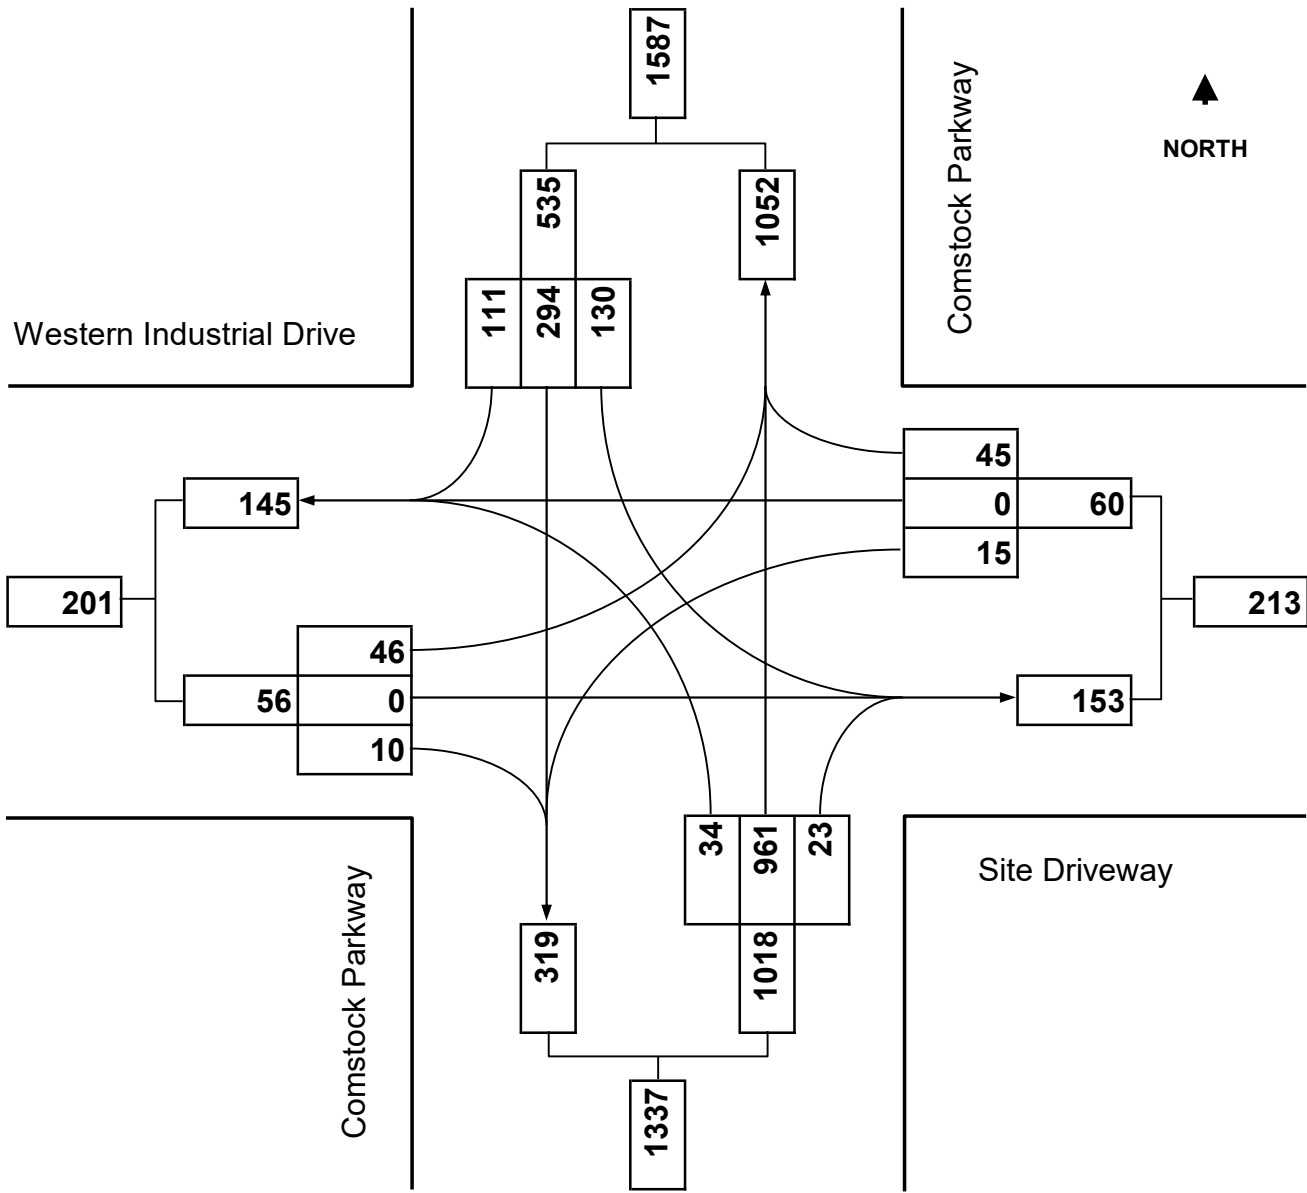 1587
Comstock Parkway
NORTH
535
1052
111 294 130
Western Industrial Drive
45
145
0 60
15
201
213
46
56 0
153
10
34 961 23
Site Driveway
Comstock Parkway
319
1018
1337